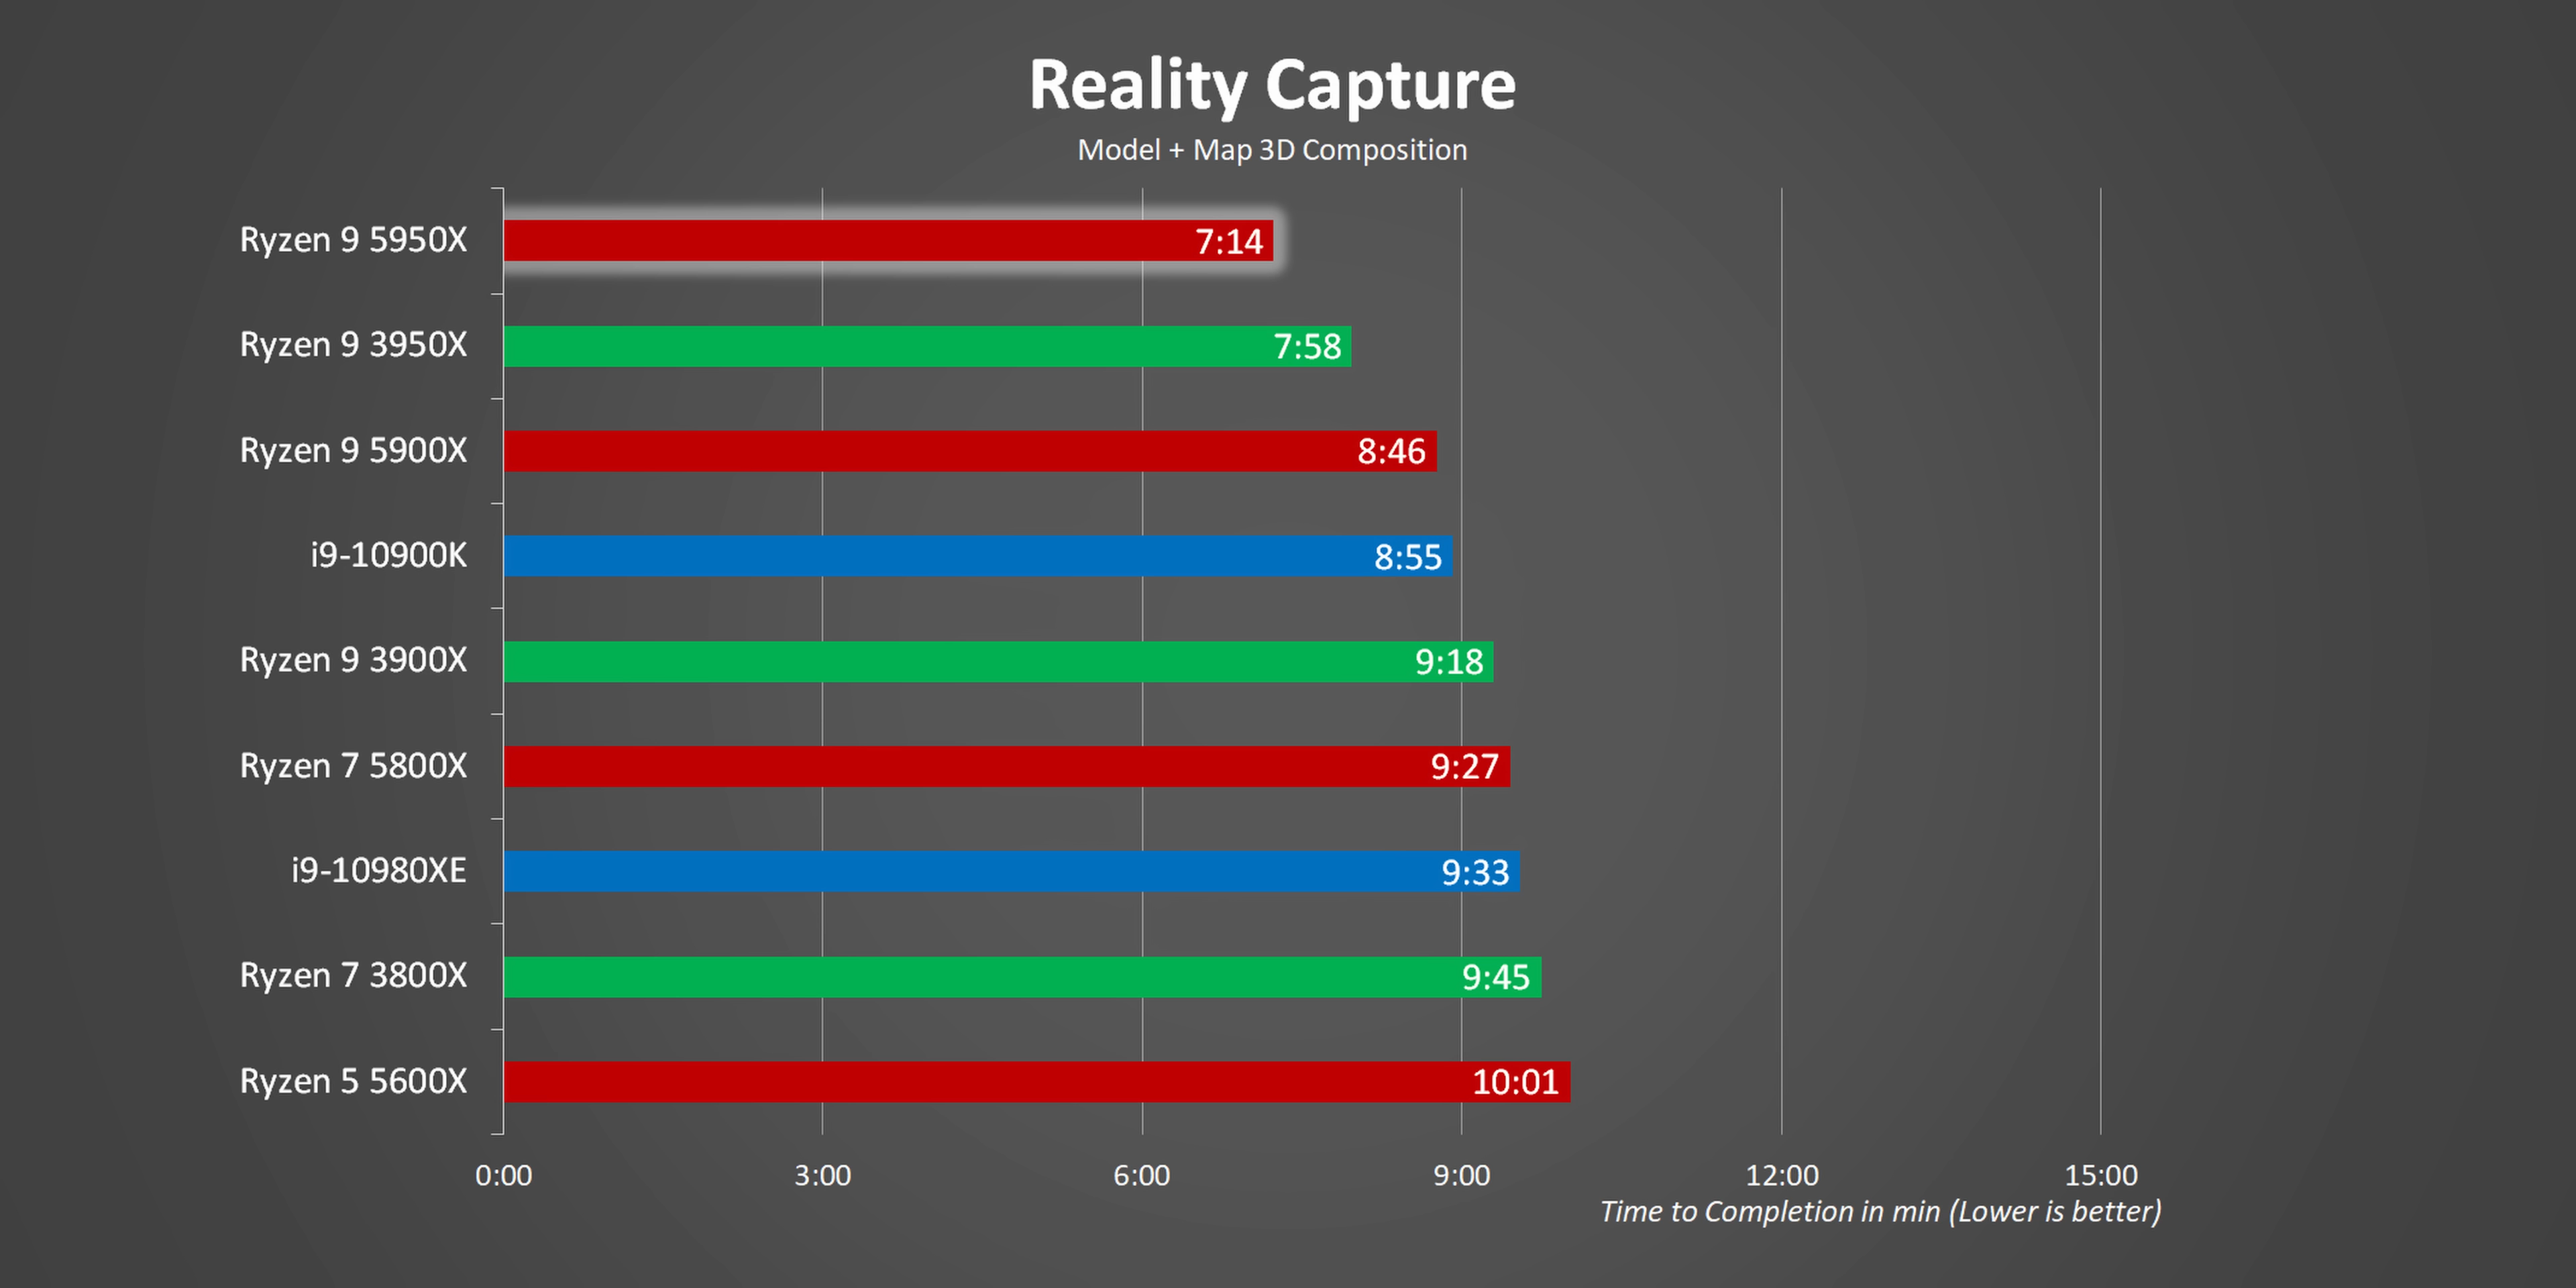 Reality Capture
Model + Map 3D Composition
Ryzen 9 5950X 7:14
Ryzen 9 3950X 7:58
Ryzen 9 5900X 8:46
i9-10900K 8:55
Ryzen 9 3900X 9:18
Ryzen 7 5800X 9:27
i9-10980XE 9:33
Ryzen 7 3800X 9:45
Ryzen 5 5600X 10:01
0:00 3:00 6:00 9:00 12:00 15:00
Time to Completion in min (Lower is better)